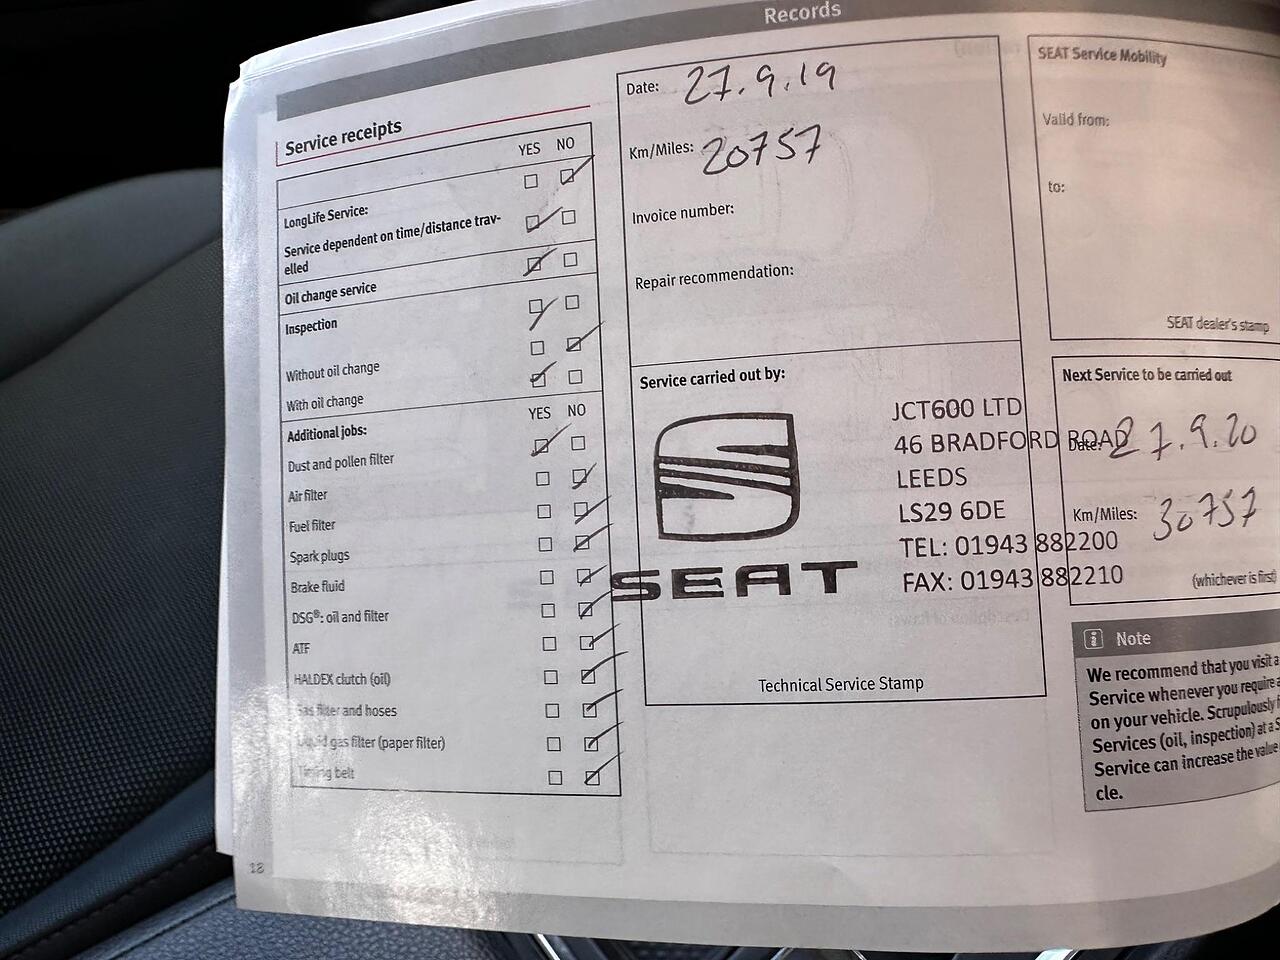 Records
Service receipts
YES NO
LongLife Service:
Service dependent on time/distance trav-
elled
Oil change service
Inspection
Without oil change
With oil change
Additional jobs:
YES NO
Dust and pollen filter
Air filter
Fuel filter
Spark plugs
Brake fluid
DSG®: oil and filter
ATF
HALDEX clutch (oil)
Gas filter and hoses
Liquid gas filter (paper filter)
Timing belt
18
Date: 27.9.19
Km/Miles: 20757
Invoice number:
Repair recommendation:
Service carried out by:
SEAT
JCT600 LTD
46 BRADFORD ROAD
LEEDS
LS29 6DE
TEL: 01943 882200
FAX: 01943 882210
Technical Service Stamp
SEAT Service Mobility
Valid from:
to:
SEAT dealer's stamp
Next Service to be carried out
Date: 27.9.20
Km/Miles: 30757
(whichever is first)
Note
We recommend that you visit a
Service whenever you require a
on your vehicle. Scrupulously
Services (oil, inspection) at a S
Service can increase the value
cle.